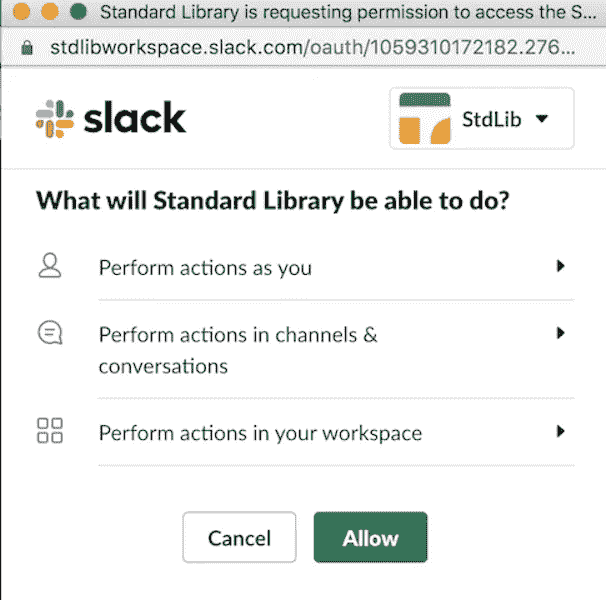 Standard Library is requesting permission to access the S...
stdlibworkspace.slack.com/oauth/1059310172182.276...
slack
StdLib
What will Standard Library be able to do?
Perform actions as you
Perform actions in channels &
conversations
Perform actions in your workspace
Cancel
Allow